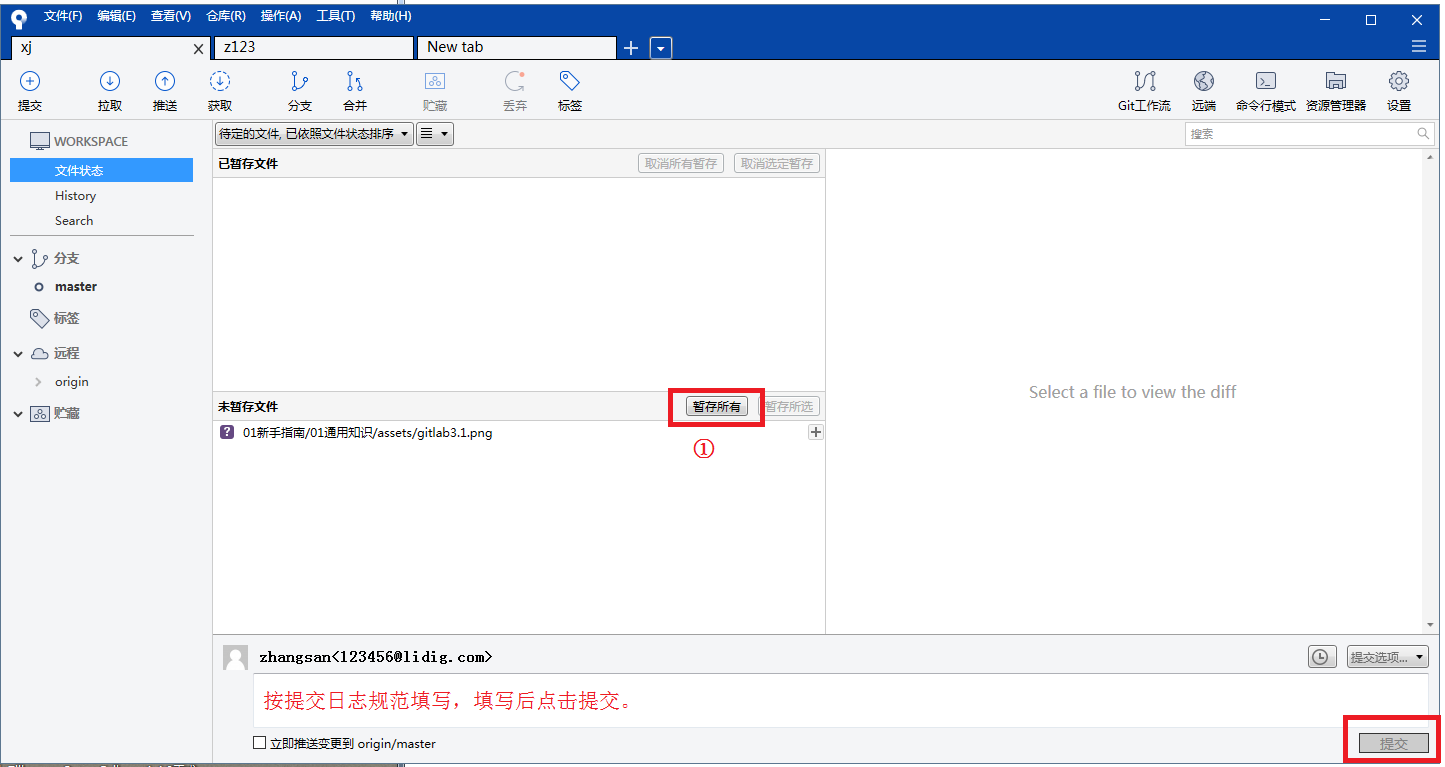 文件(F) 编辑(E) 查看(V) 仓库(R) 操作(A) 工具(T) 帮助(H)
xj z123 New tab
提交 拉取 推送 获取 分支 合并 贮藏 丢弃 标签 Git工作流 远端 命令行模式 资源管理器 设置
WORKSPACE
文件状态
History
Search
分支
master
标签
远程
origin
贮藏
待定的文件, 已依照文件状态排序
搜索
已暂存文件 取消所有暂存 取消选定暂存
未暂存文件 暂存所有 暂存所选
01新手指南/01通用知识/assets/gitlab3.1.png
①
Select a file to view the diff
zhangsan<123456@lidig.com>
提交选项...
按提交日志规范填写，填写后点击提交。
立即推送变更到 origin/master
提交